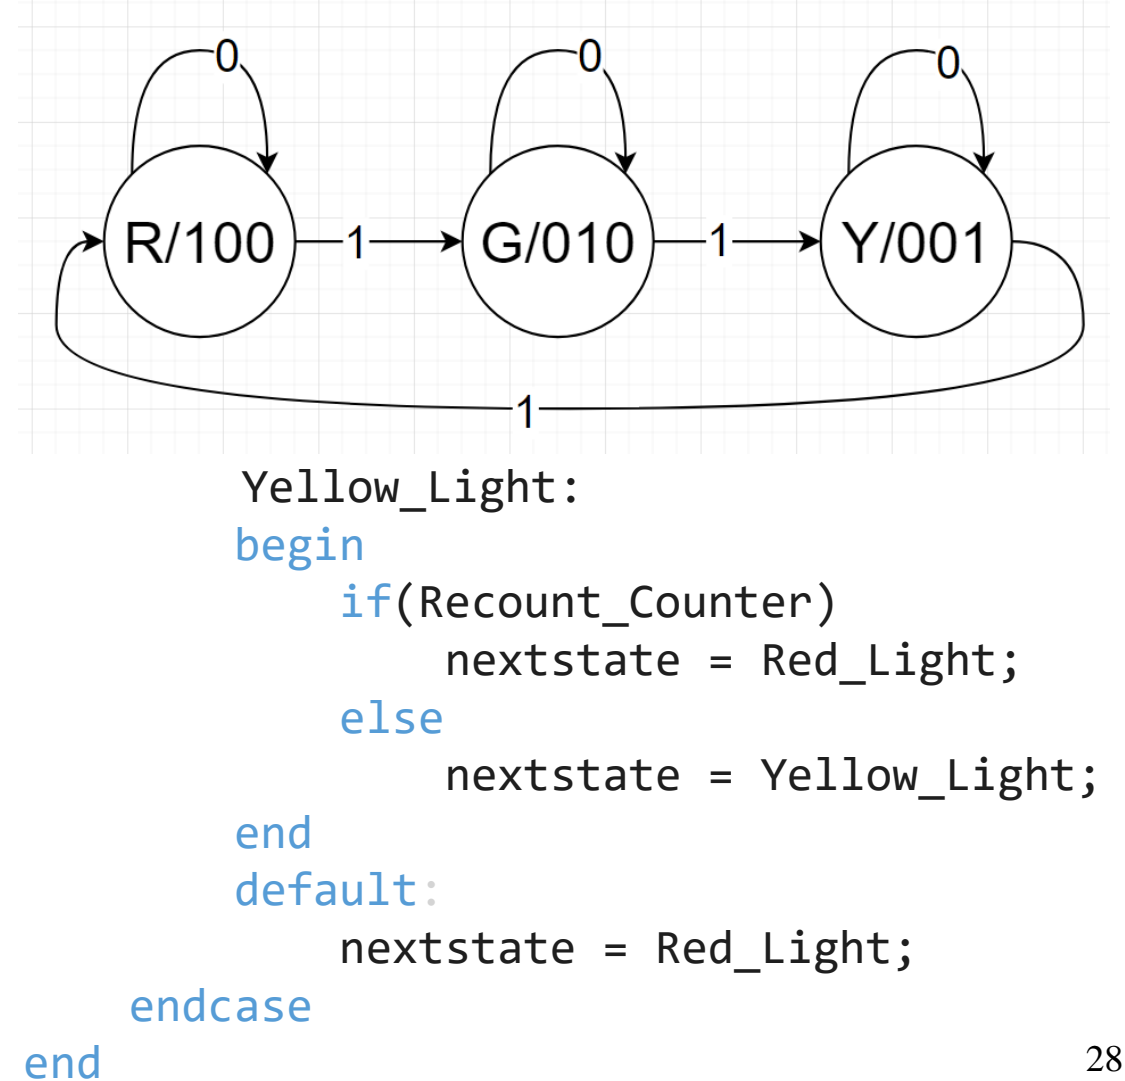 0 0 0
R/100 1 G/010 1 Y/001
1
Yellow_Light:
begin
if(Recount_Counter)
nextstate = Red_Light;
else
nextstate = Yellow_Light;
end
default:
nextstate = Red_Light;
endcase
end
28